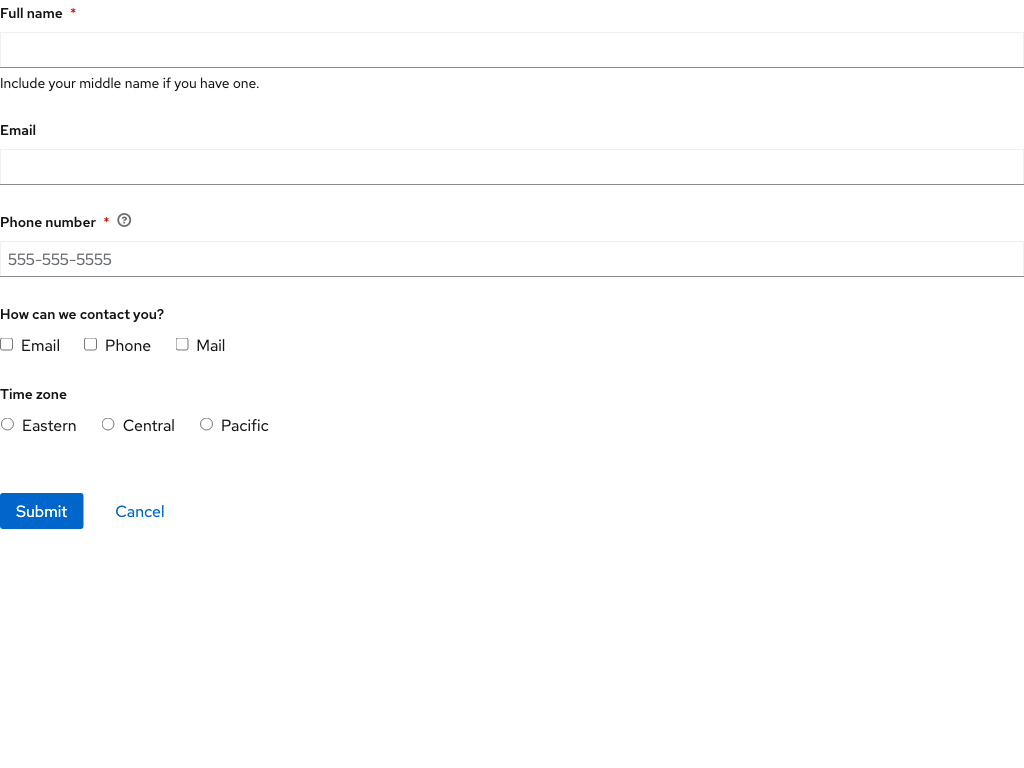 Full name *
Include your middle name if you have one.
Email
Phone number *
555-555-5555
How can we contact you?
Email Phone Mail
Time zone
Eastern Central Pacific
Submit Cancel